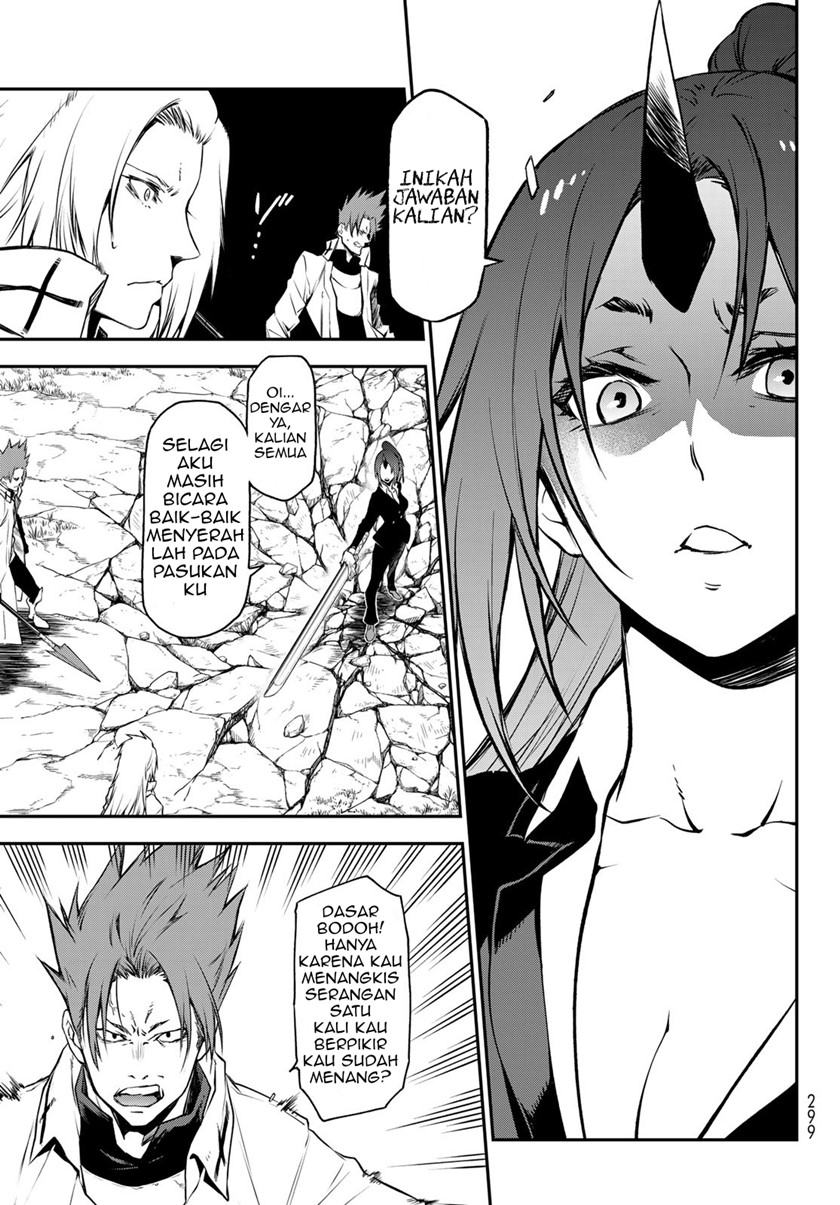 INIKAH
JAWABAN
KALIAN?
OI...
DENGAR
YA,
KALIAN
SEMUA
SELAGI
AKU
MASIH
BICARA
BAIK-BAIK
MENYERAH
LAH PADA
PASUKAN
KU
DASAR
BODOH!
HANYA
KARENA KAU
MENANGKIS
SERANGAN
SATU
KALI KAU
BERPIKIR
KAU SUDAH
MENANG?
299